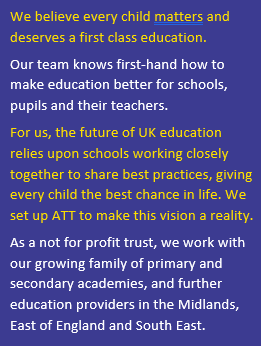 We believe every child matters and
deserves a first class education.
Our team knows first-hand how to
make education better for schools,
pupils and their teachers.
For us, the future of UK education
relies upon schools working closely
together to share best practices, giving
every child the best chance in life. We
set up ATT to make this vision a reality.
As a not for profit trust, we work with
our growing family of primary and
secondary academies, and further
education providers in the Midlands,
East of England and South East.